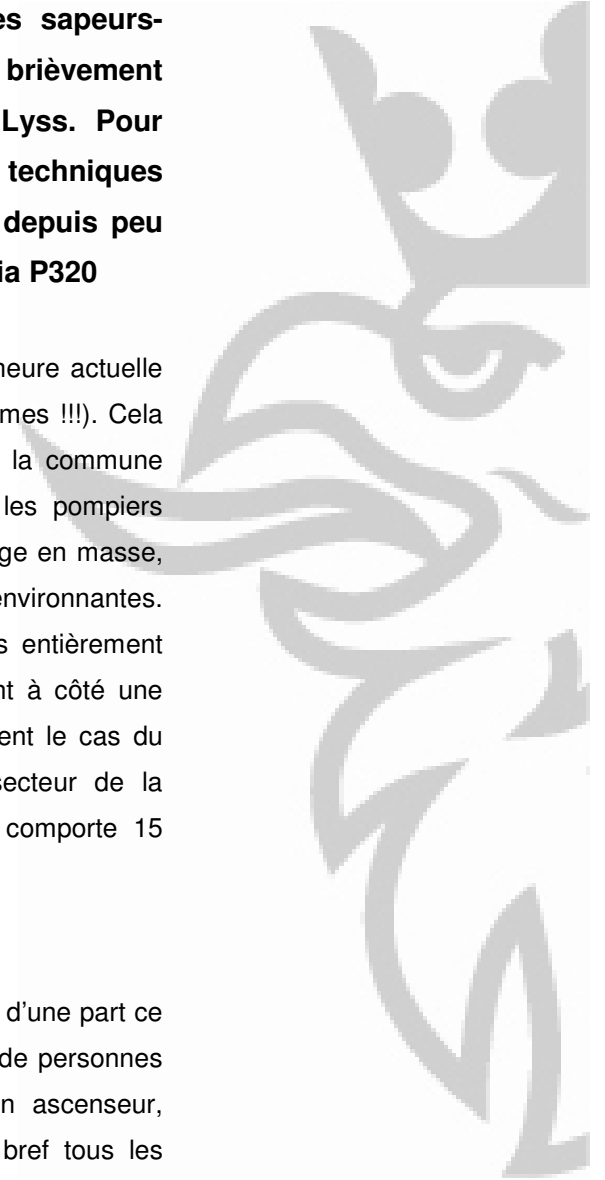 es sapeurs-
brièvement
Lyss. Pour
techniques
depuis peu
ia P320
heure actuelle
mes !!!). Cela
la commune
les pompiers
ge en masse,
environnantes.
s entièrement
nt à côté une
ent le cas du
secteur de la
comporte 15
d’une part ce
de personnes
n ascenseur,
bref tous les